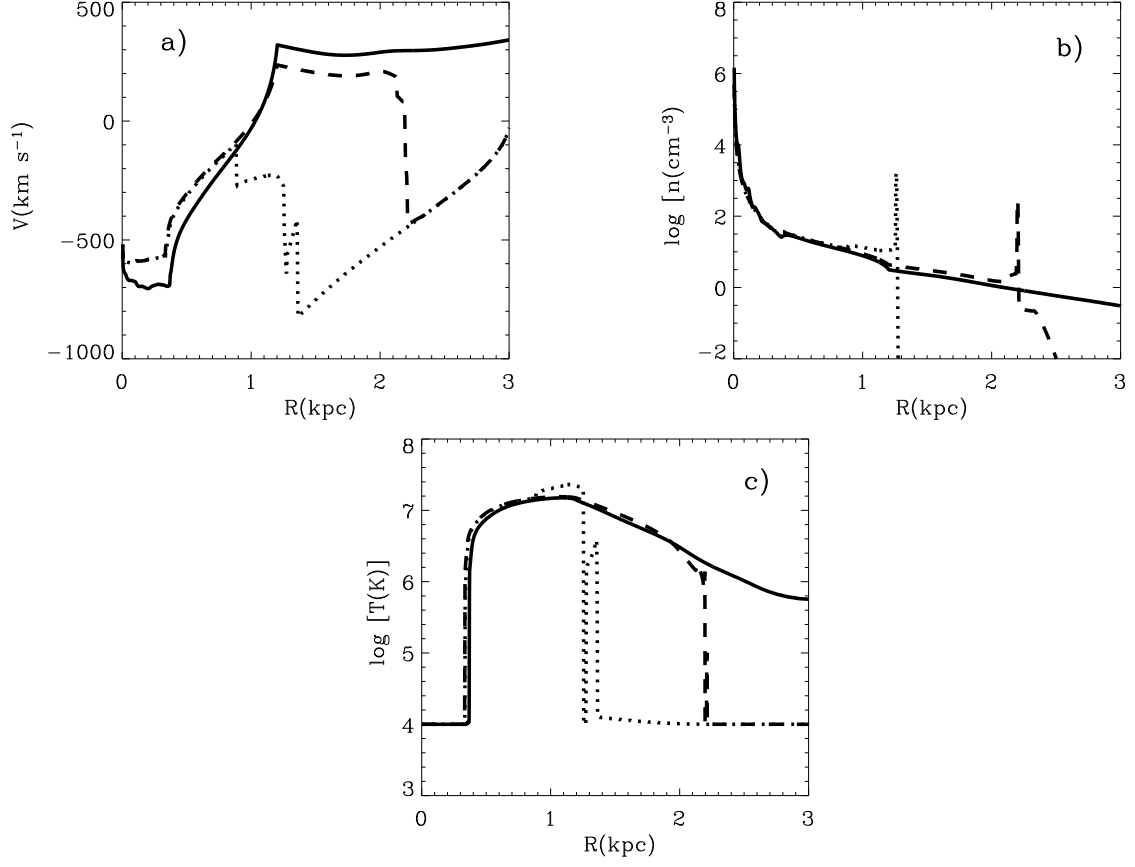 a)
500
0
−500
−1000
V(km s⁻¹)
0 1 2 3
R(kpc)
b)
8
6
4
2
0
−2
log [n(cm⁻³)
0 1 2 3
R(kpc)
c)
8
7
6
5
4
3
log [T(K)]
0 1 2 3
R(kpc)